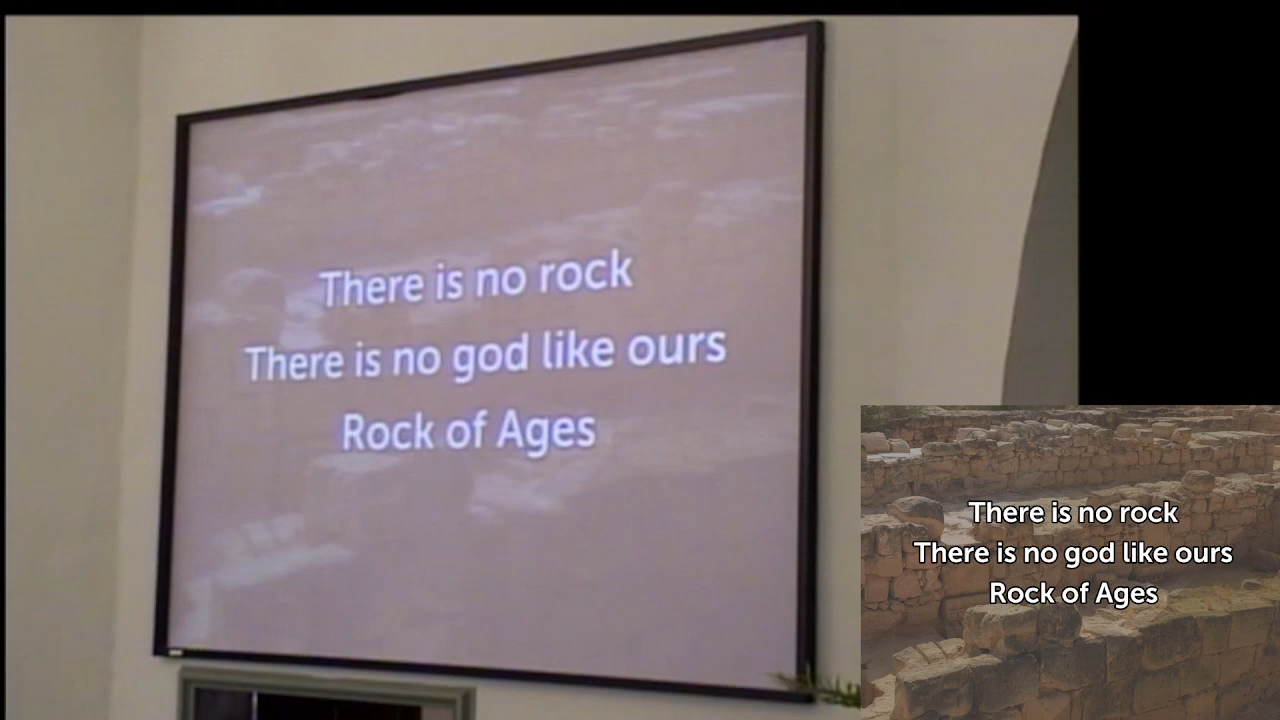 There is no rock
There is no god like ours
Rock of Ages
There is no rock
There is no god like ours
Rock of Ages